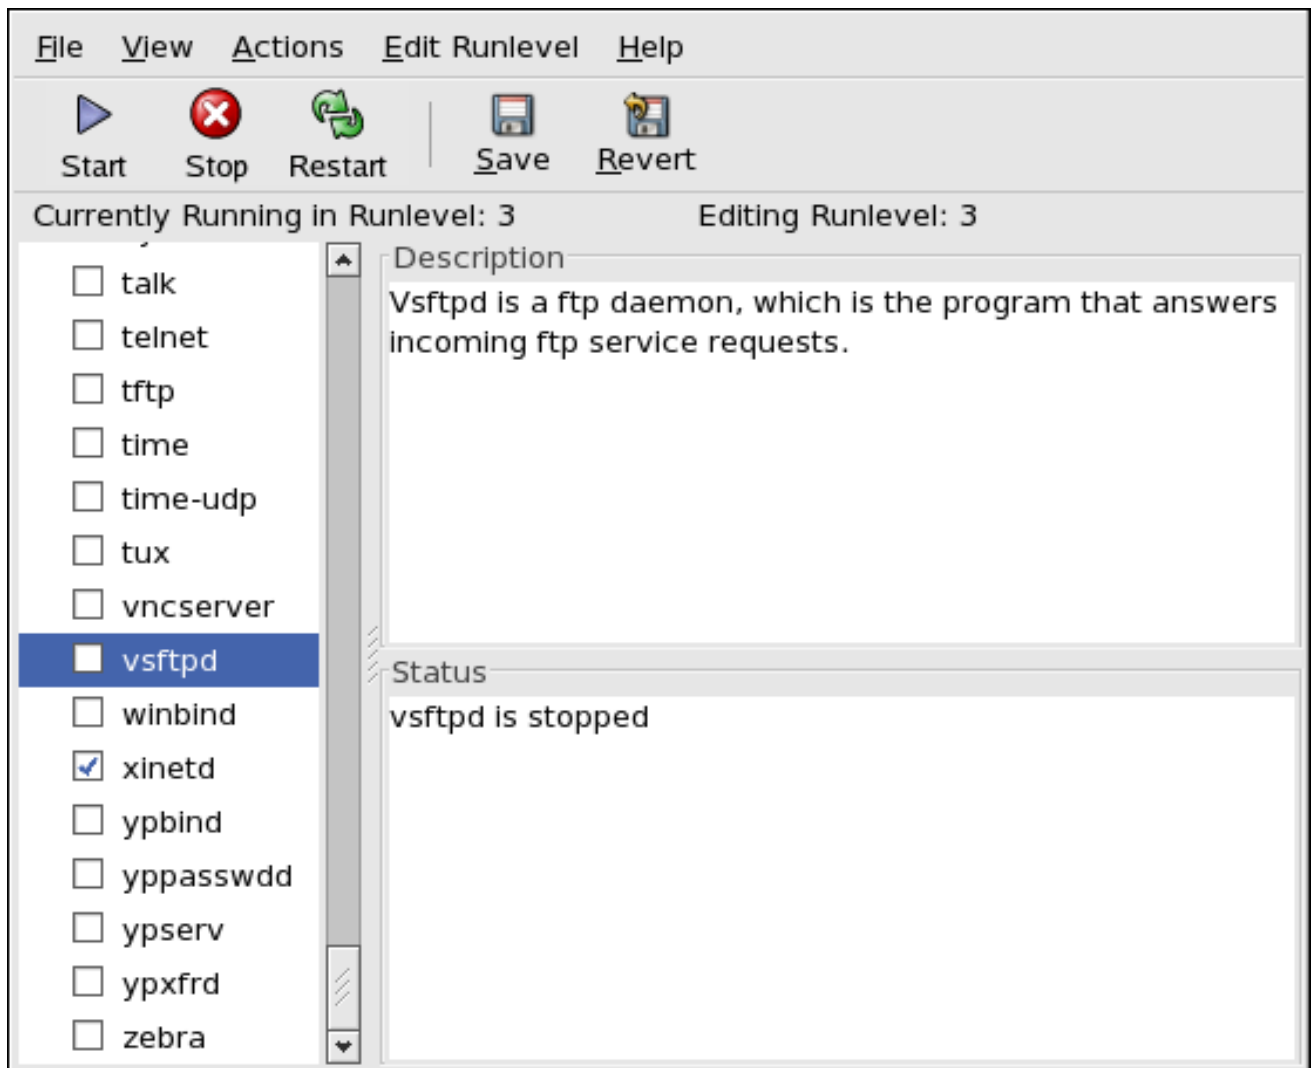 File View Actions Edit Runlevel Help
Start Stop Restart Save Revert
Currently Running in Runlevel: 3 Editing Runlevel: 3
talk
telnet
tftp
time
time-udp
tux
vncserver
vsftpd
winbind
xinetd
ypbind
yppasswdd
ypserv
ypxfrd
zebra
Description
Vsftpd is a ftp daemon, which is the program that answers
incoming ftp service requests.
Status
vsftpd is stopped